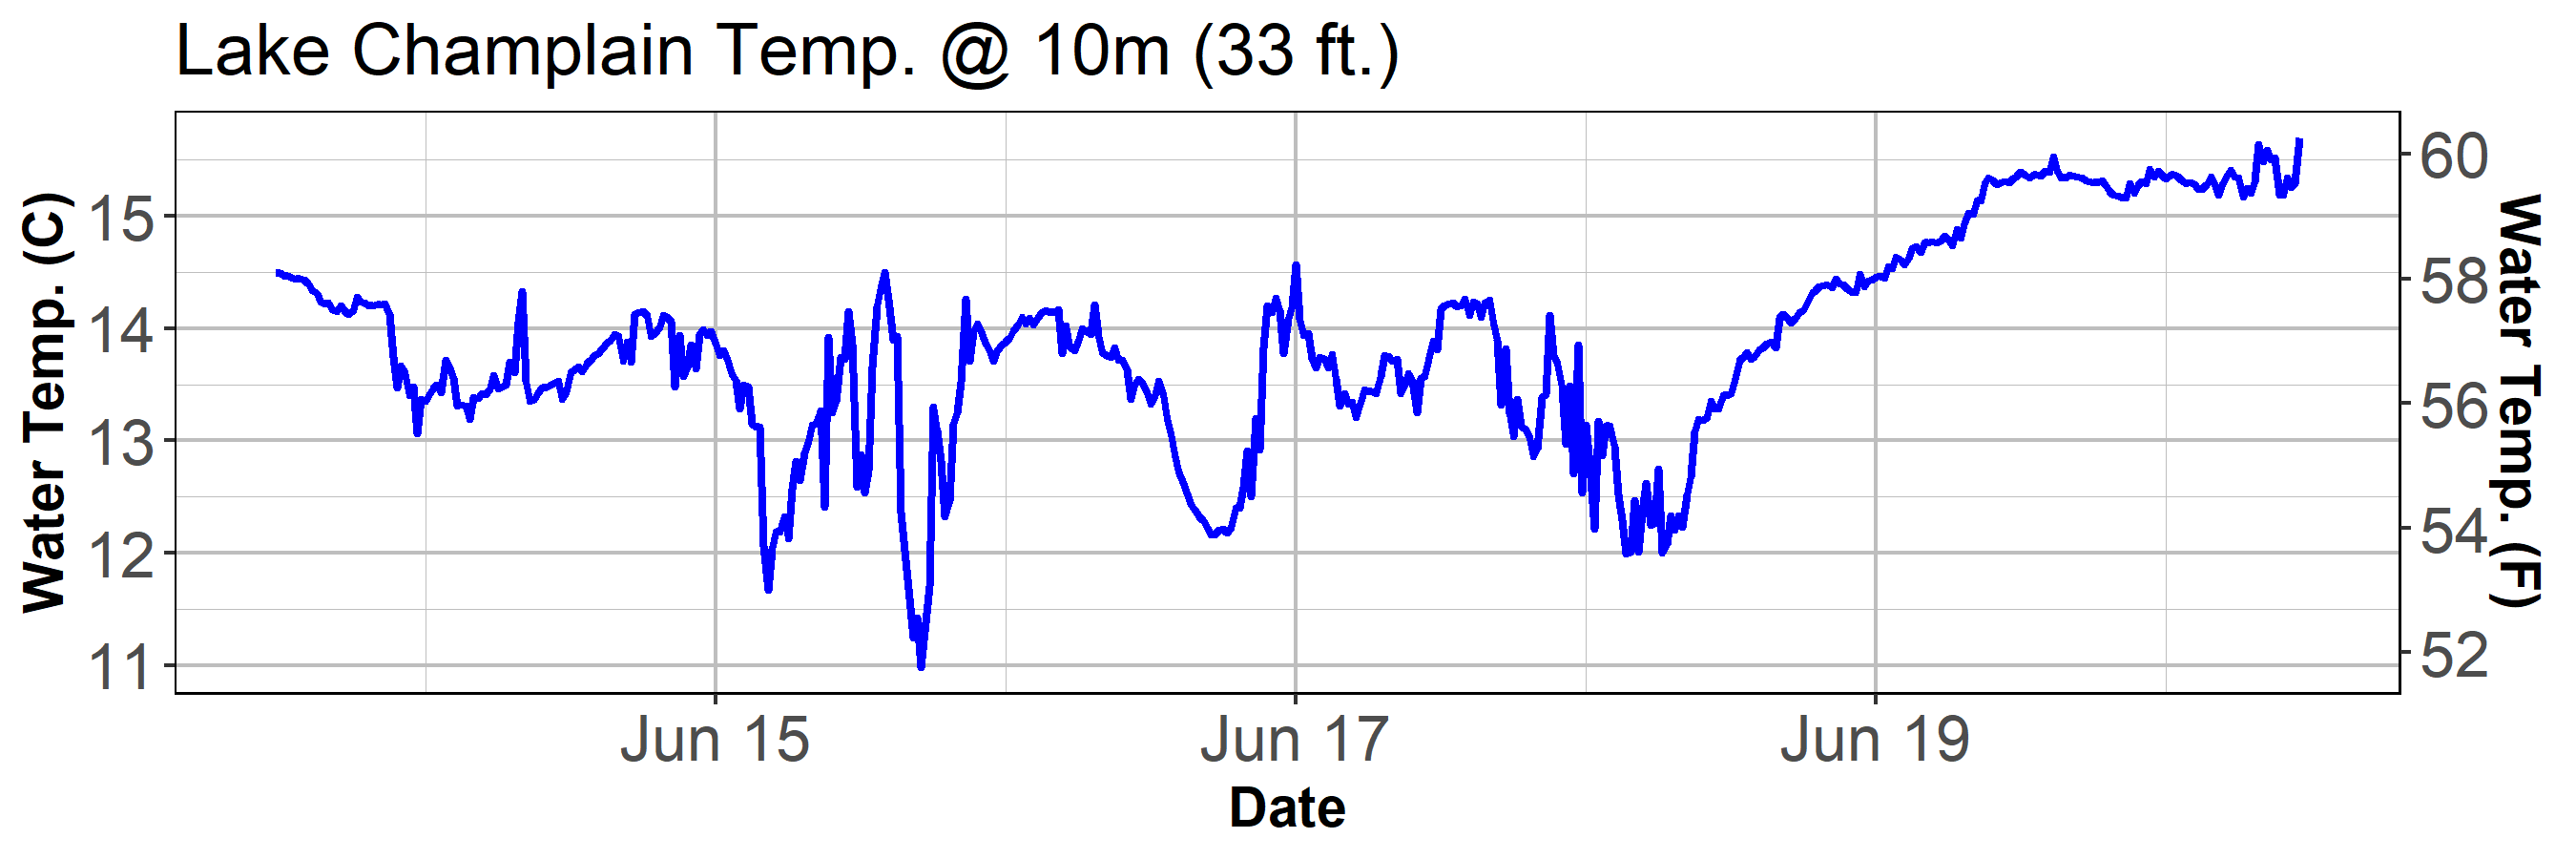 Lake Champlain Temp. @ 10m (33 ft.)
Water Temp. (C)
15
14
13
12
11
60
58
56
54
52
Water Temp. (F)
Jun 15
Jun 17
Jun 19
Date